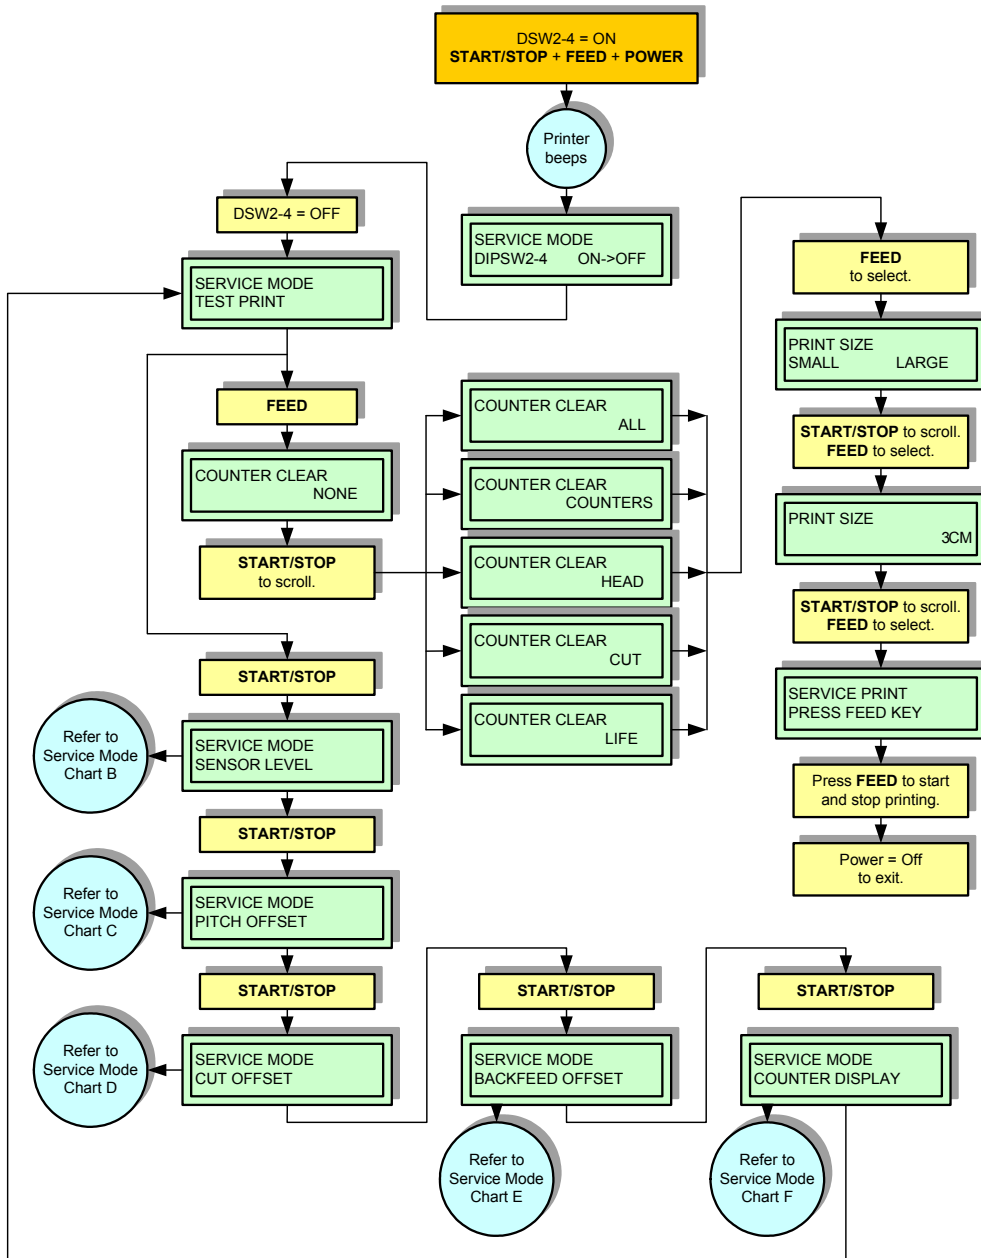 DSW2-4 = ON
START/STOP + FEED + POWER
Printer
beeps
DSW2-4 = OFF
SERVICE MODE
DIPSW2-4 ON->OFF
SERVICE MODE
TEST PRINT
FEED
COUNTER CLEAR
NONE
START/STOP
to scroll.
COUNTER CLEAR
ALL
COUNTER CLEAR
COUNTERS
COUNTER CLEAR
HEAD
COUNTER CLEAR
CUT
COUNTER CLEAR
LIFE
FEED
to select.
PRINT SIZE
SMALL LARGE
START/STOP to scroll.
FEED to select.
PRINT SIZE
3CM
START/STOP to scroll.
FEED to select.
SERVICE PRINT
PRESS FEED KEY
Press FEED to start
and stop printing.
Power = Off
to exit.
START/STOP
SERVICE MODE
SENSOR LEVEL
Refer to
Service Mode
Chart B
START/STOP
SERVICE MODE
PITCH OFFSET
Refer to
Service Mode
Chart C
START/STOP
SERVICE MODE
CUT OFFSET
Refer to
Service Mode
Chart D
START/STOP
SERVICE MODE
BACKFEED OFFSET
Refer to
Service Mode
Chart E
START/STOP
SERVICE MODE
COUNTER DISPLAY
Refer to
Service Mode
Chart F